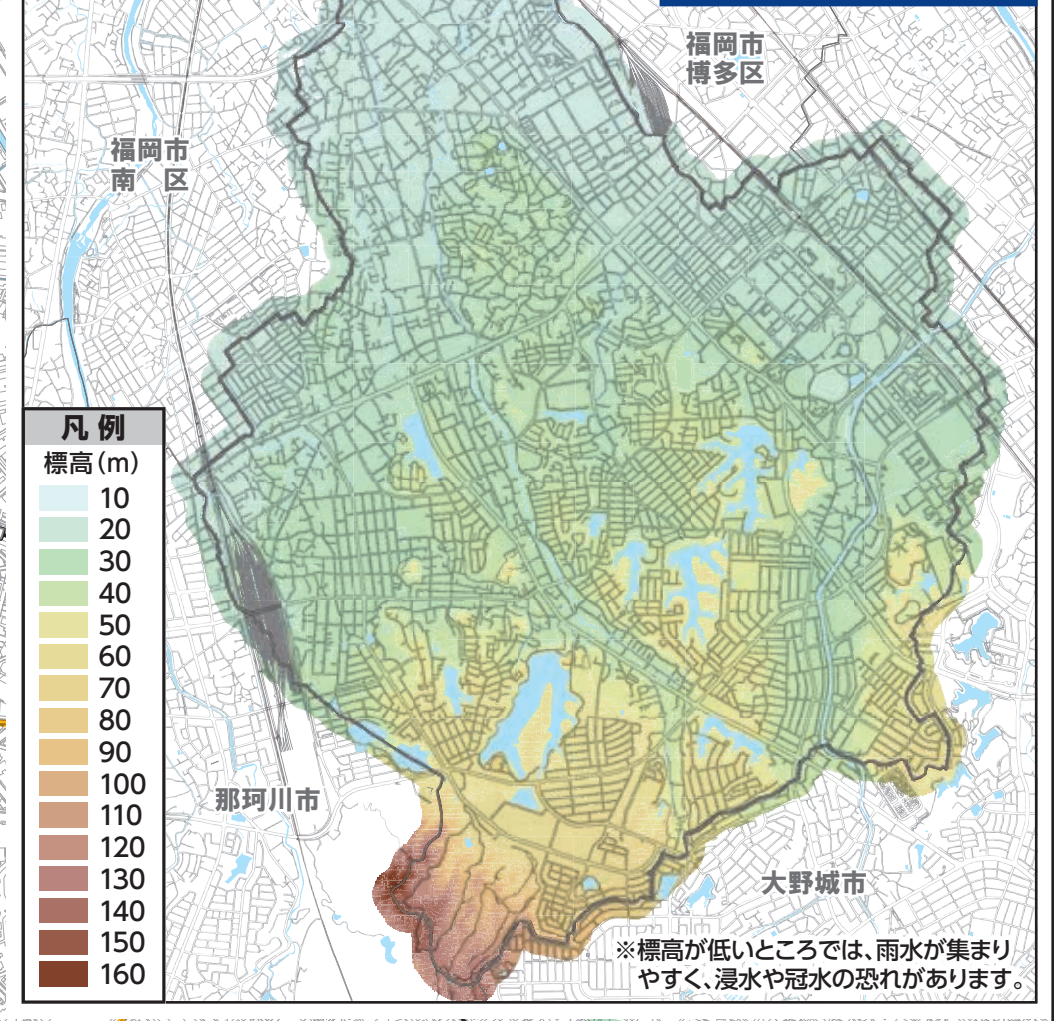 福岡市
博多区
福岡市
南 区
凡 例
標高(m)
10
20
30
40
50
60
70
80
90
100
110
120
130
140
150
160
那珂川市
大野城市
※標高が低いところでは、雨水が集まり
やすく、浸水や冠水の恐れがあります。